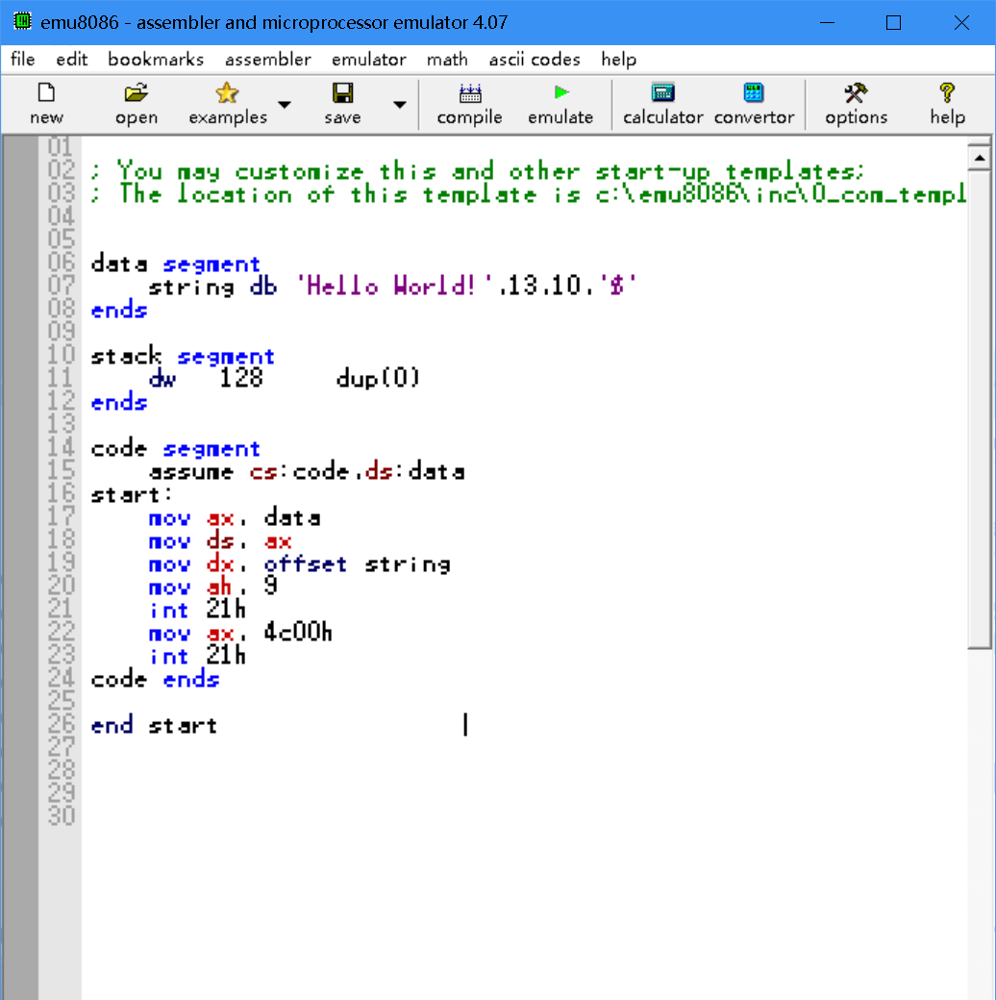 emu8086 - assembler and microprocessor emulator 4.07
file edit bookmarks assembler emulator math ascii codes help
new open examples save compile emulate calculator convertor options help
01
02 ; You may customize this and other start-up templates;
03 ; The location of this template is c:\emu8086\inc\0_com_templ
04
05
06 data segment
07 string db 'Hello World!',13,10,'$'
08 ends
09
10 stack segment
11 dw 128 dup(0)
12 ends
13
14 code segment
15 assume cs:code,ds:data
16 start:
17 mov ax, data
18 mov ds, ax
19 mov dx, offset string
20 mov ah, 9
21 int 21h
22 mov ax, 4c00h
23 int 21h
24 code ends
25
26 end start
27
28
29
30